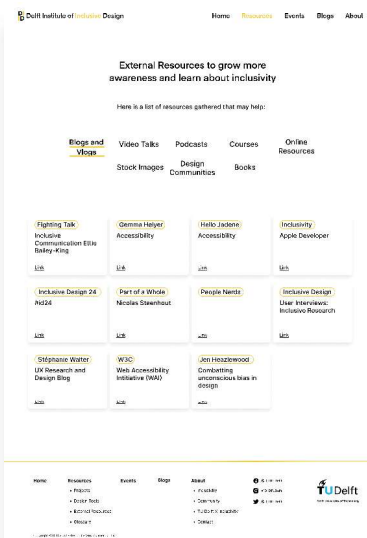 Delft Institute of Inclusive Design
Home Resources Events Blogs About
External Resources to grow more
awareness and learn about inclusivity
Here is a list of resources gathered that may help:
Blogs and
Vlogs
Video Talks
Podcasts
Courses
Online
Resources
Stock Images
Design
Communities
Books
Fighting Talk
Inclusive
Communication Ellie
Bailey-King
Link
Gemma Helyer
Accessibility
Link
Hello Jadene
Accessibility
Link
Inclusivity
Apple Developer
Link
Inclusive Design 24
#id24
Link
Part of a Whole
Nicolas Steenhout
Link
People Nerds
Inclusive Design
User Interviews:
Inclusive Research
Link
Stéphanie Walter
UX Research and
Design Blog
W3C
Web Accessibility
Intitiative (WAI)
Link
Jen Heazlewood
Combatting
unconscious bias in
design
Home
Resources
Projects
Design Tools
External Resources
Glossary
Events
Blogs
About
Community
Contact
TU Delft